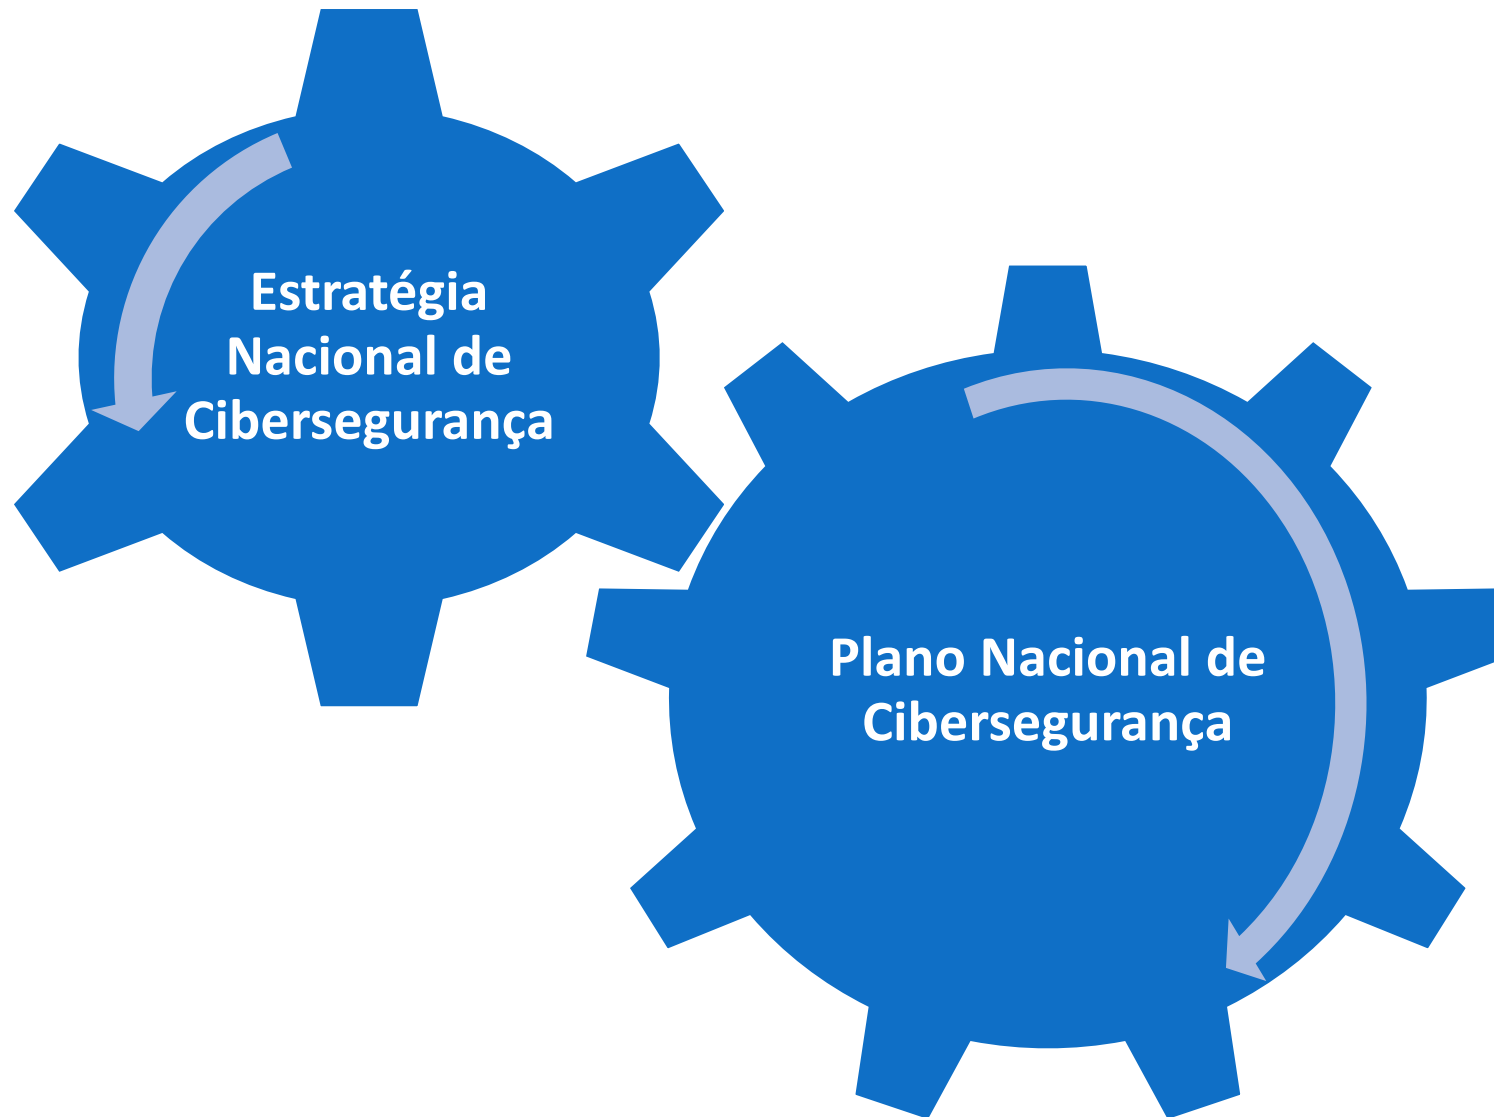 Estratégia
Nacional de
Cibersegurança
Plano Nacional de
Cibersegurança